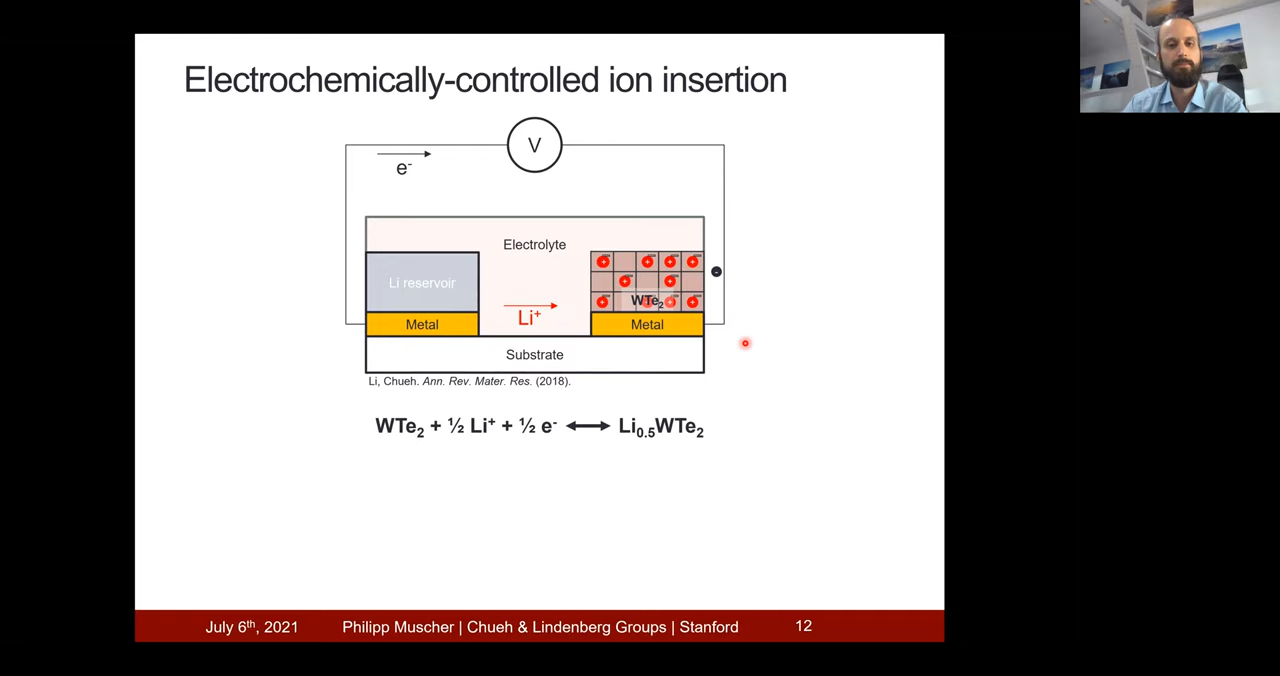 Electrochemically-controlled ion insertion
V
e⁻
Electrolyte
Li reservoir
WTe₂
Li⁺
Metal
Metal
Substrate
Li, Chueh. Ann. Rev. Mater. Res. (2018).
WTe₂ + ½ Li⁺ + ½ e⁻ ⟷ Li₀.₅WTe₂
July 6ᵗʰ, 2021 Philipp Muscher | Chueh & Lindenberg Groups | Stanford 12